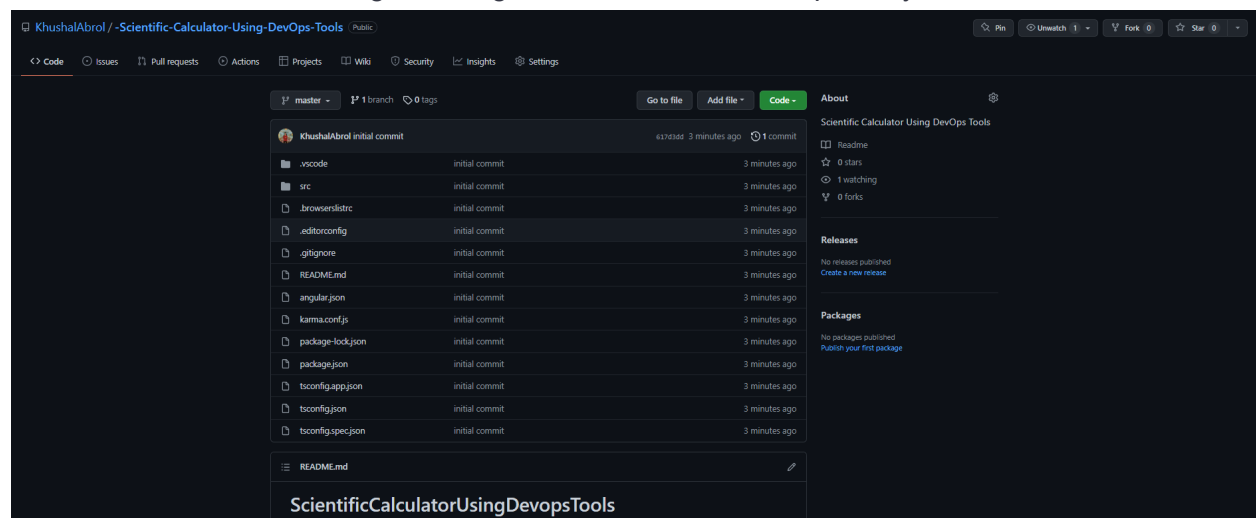 KhushalAbrol / -Scientific-Calculator-Using-DevOps-Tools Public
Pin Unwatch 1 Fork 0 Star 0
<> Code Issues Pull requests Actions Projects Wiki Security Insights Settings
master 1 branch 0 tags Go to file Add file Code
KhushalAbrol initial commit 617d3dd 3 minutes ago 1 commit
.vscode initial commit 3 minutes ago
src initial commit 3 minutes ago
.browserslistrc initial commit 3 minutes ago
.editorconfig initial commit 3 minutes ago
.gitignore initial commit 3 minutes ago
README.md initial commit 3 minutes ago
angular.json initial commit 3 minutes ago
karma.conf.js initial commit 3 minutes ago
package-lock.json initial commit 3 minutes ago
package.json initial commit 3 minutes ago
tsconfig.app.json initial commit 3 minutes ago
tsconfig.json initial commit 3 minutes ago
tsconfig.spec.json initial commit 3 minutes ago
README.md
ScientificCalculatorUsingDevopsTools
About
Scientific Calculator Using DevOps Tools
Readme
0 stars
1 watching
0 forks
Releases
No releases published
Create a new release
Packages
No packages published
Publish your first package